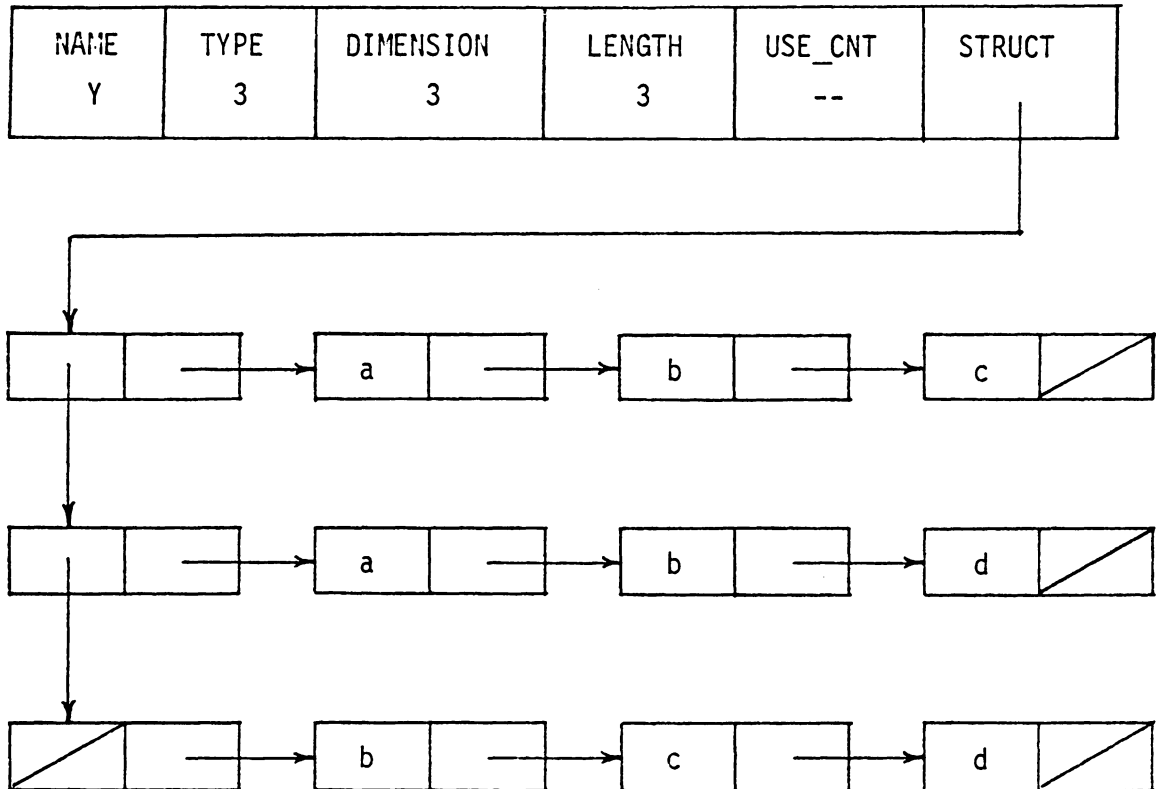 NAME TYPE DIMENSION LENGTH USE_CNT STRUCT
Y 3 3 3 --
a b c
a b d
b c d